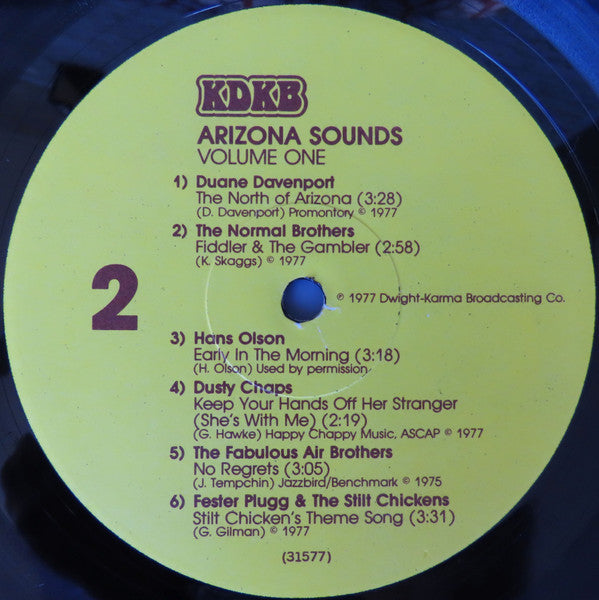 KDKB
ARIZONA SOUNDS
VOLUME ONE
1) Duane Davenport
The North of Arizona (3:28)
(D. Davenport) Promontory © 1977
2) The Normal Brothers
Fiddler & The Gambler (2:58)
(K. Skaggs) © 1977
2
℗ 1977 Dwight-Karma Broadcasting Co.
3) Hans Olson
Early In The Morning (3:18)
(H. Olson) Used by permission
4) Dusty Chaps
Keep Your Hands Off Her Stranger
(She's With Me) (2:19)
(G. Hawke) Happy Chappy Music, ASCAP © 1977
5) The Fabulous Air Brothers
No Regrets (3:05)
(J. Tempchin) Jazzbird/Benchmark © 1975
6) Fester Plugg & The Stilt Chickens
Stilt Chicken's Theme Song (3:31)
(G. Gilman) © 1977
(31577)